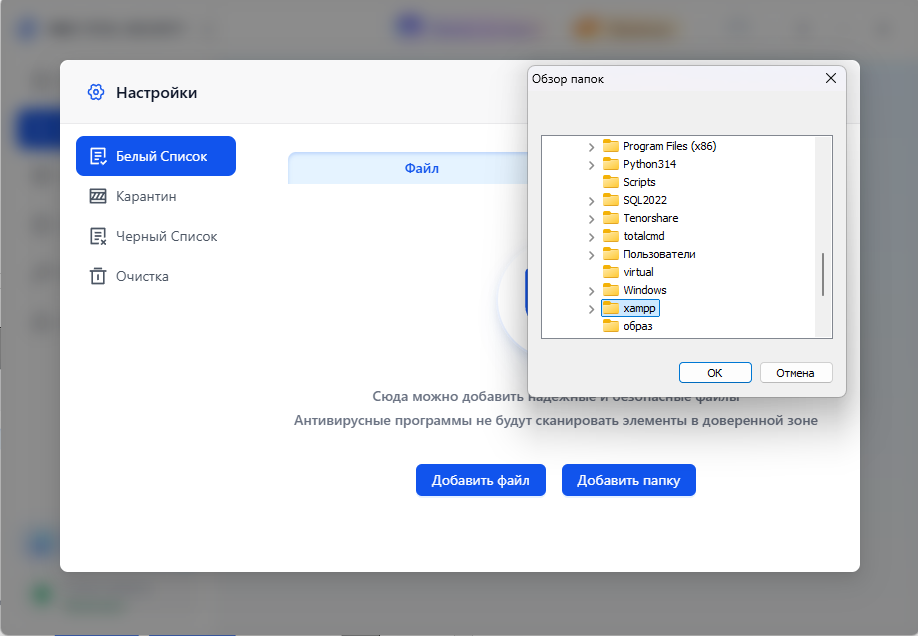 Настройки
Белый Список
Карантин
Черный Список
Очистка
Файл
Обзор папок
Program Files (x86)
Python314
Scripts
SQL2022
Tenorshare
totalcmd
Пользователи
virtual
Windows
xampp
образ
ОК
Отмена
Сюда можно добавить надежные и безопасные файлы
Антивирусные программы не будут сканировать элементы в доверенной зоне
Добавить файл
Добавить папку